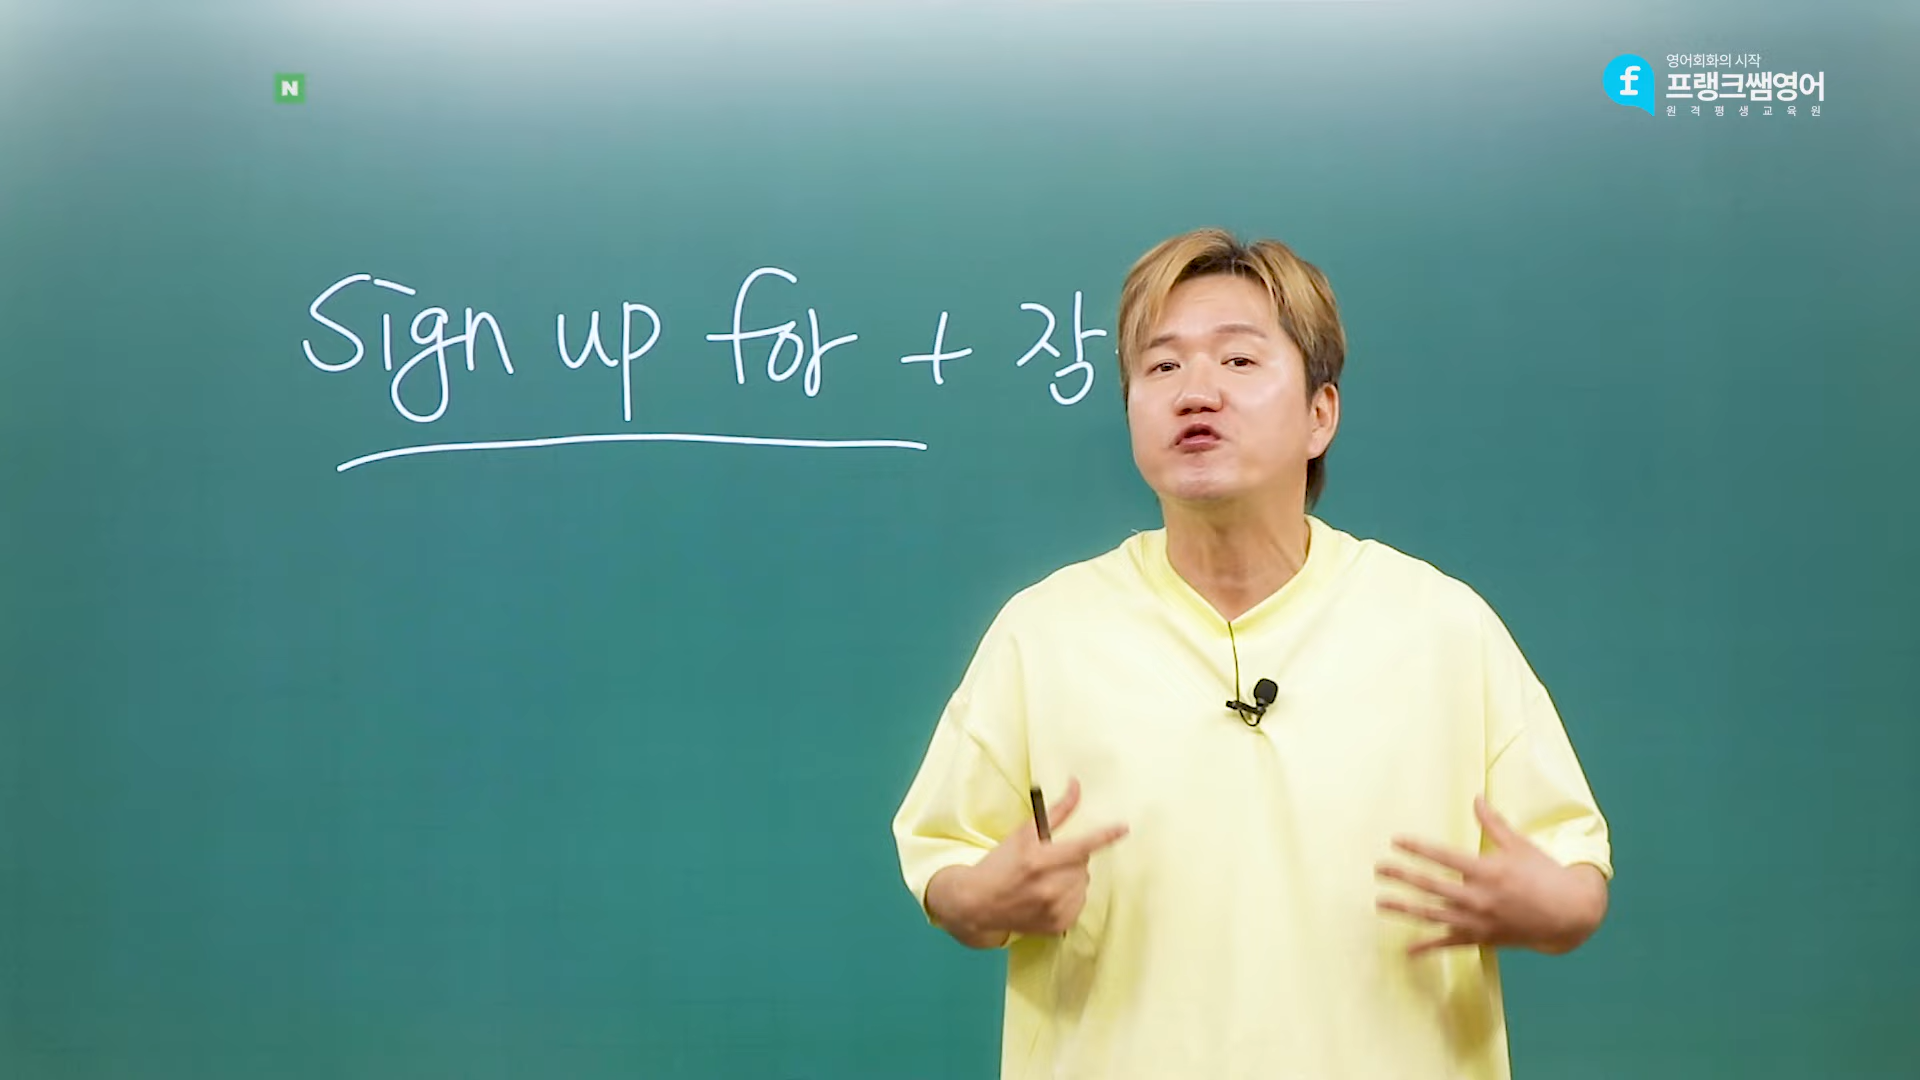 N
f
영어회화의 시작
프랭크쌤영어
원격평생교육원
Sign up for + 장